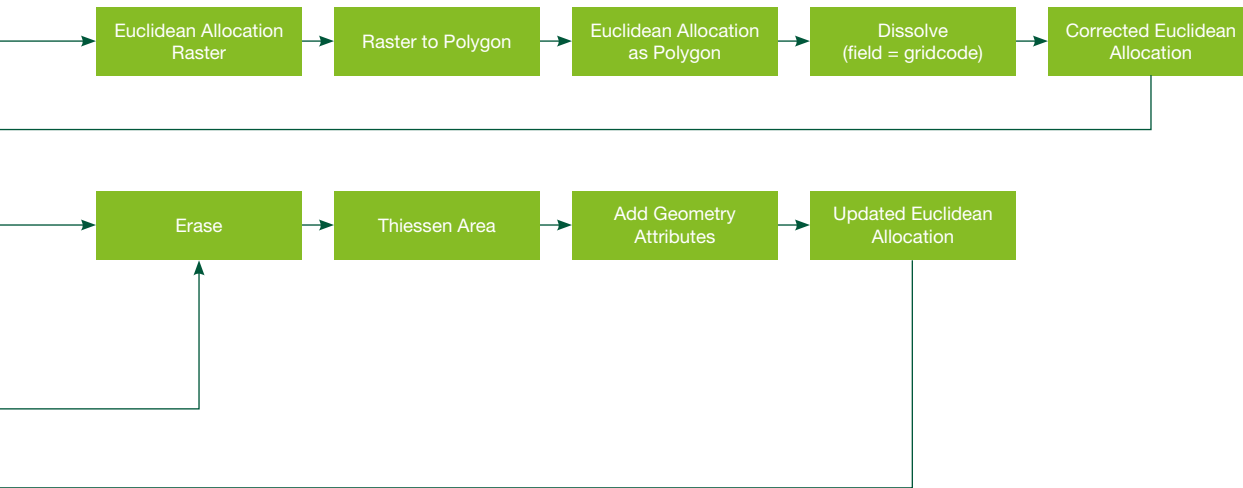 Euclidean Allocation
Raster
Raster to Polygon
Euclidean Allocation
as Polygon
Dissolve
(field = gridcode)
Corrected Euclidean
Allocation
Erase
Thiessen Area
Add Geometry
Attributes
Updated Euclidean
Allocation